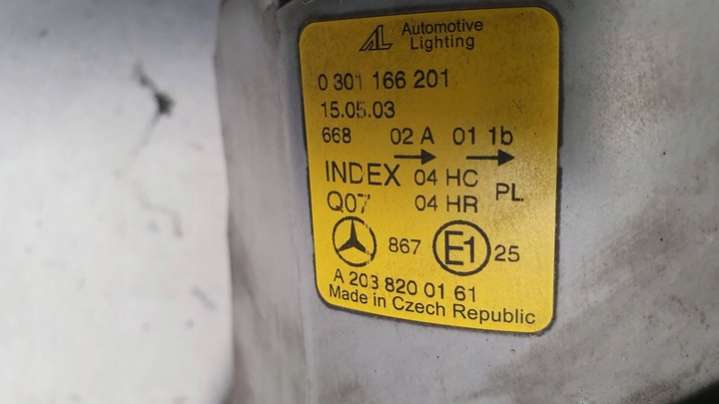 AL Automotive
Lighting
0 301 166 201
15.05.03
668 02 A 01 1b
INDEX 04 HC PL
Q07 04 HR
867 E1 25
A 203 820 01 61
Made in Czech Republic